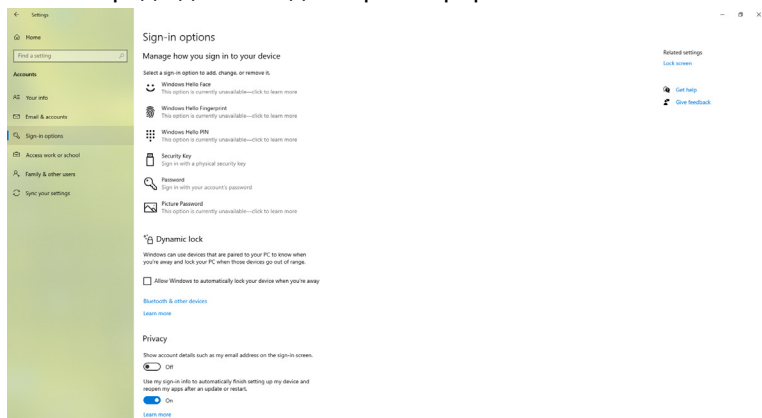 Settings
Home
Find a setting
Accounts
Your info
Email & accounts
Sign-in options
Access work or school
Family & other users
Sync your settings
Sign-in options
Manage how you sign in to your device
Select a sign-in option to add, change, or remove it.
Windows Hello Face
This option is currently unavailable—click to learn more
Windows Hello Fingerprint
This option is currently unavailable—click to learn more
Windows Hello PIN
This option is currently unavailable—click to learn more
Security Key
Sign in with a physical security key
Password
Sign in with your account's password
Picture Password
This option is currently unavailable—click to learn more
Dynamic lock
Windows can use devices that are paired to your PC to know when
you're away and lock your PC when those devices go out of range.
Allow Windows to automatically lock your device when you're away
Bluetooth & other devices
Learn more
Privacy
Show account details such as my email address on the sign-in screen.
Off
Use my sign-in info to automatically finish setting up my device and
reopen my apps after an update or restart.
On
Learn more
Related settings
Lock screen
Get help
Give feedback